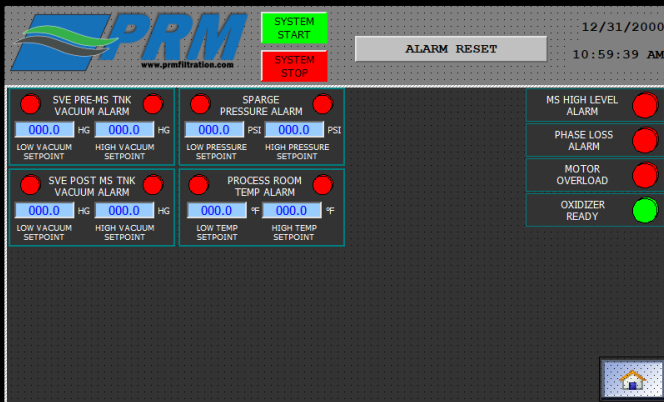 PRM
www.prmfiltration.com
SYSTEM
START
SYSTEM
STOP
ALARM RESET
12/31/2000
10:59:39 AM
SVE PRE-MS TNK
VACUUM ALARM
000.0 HG 000.0 HG
LOW VACUUM
SETPOINT
HIGH VACUUM
SETPOINT
SPARGE
PRESSURE ALARM
000.0 PSI 000.0 PSI
LOW PRESSURE
SETPOINT
HIGH PRESSURE
SETPOINT
SVE POST MS TNK
VACUUM ALARM
000.0 HG 000.0 HG
LOW VACUUM
SETPOINT
HIGH VACUUM
SETPOINT
PROCESS ROOM
TEMP ALARM
000.0 °F 000.0 °F
LOW TEMP
SETPOINT
HIGH TEMP
SETPOINT
MS HIGH LEVEL
ALARM
PHASE LOSS
ALARM
MOTOR
OVERLOAD
OXIDIZER
READY